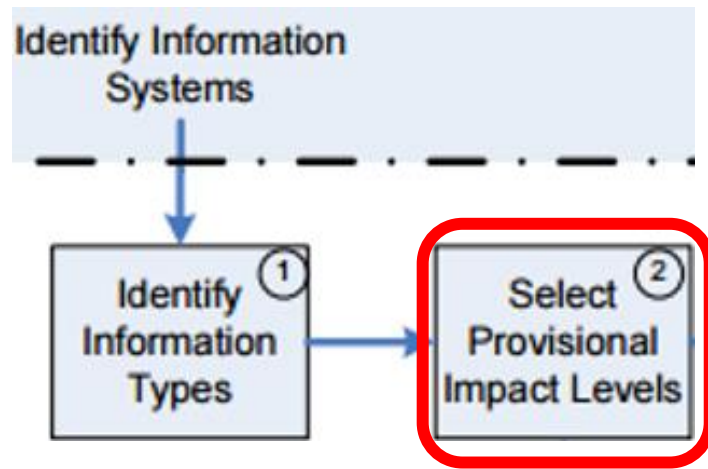 Identify Information
Systems
1
Identify
Information
Types
2
Select
Provisional
Impact Levels